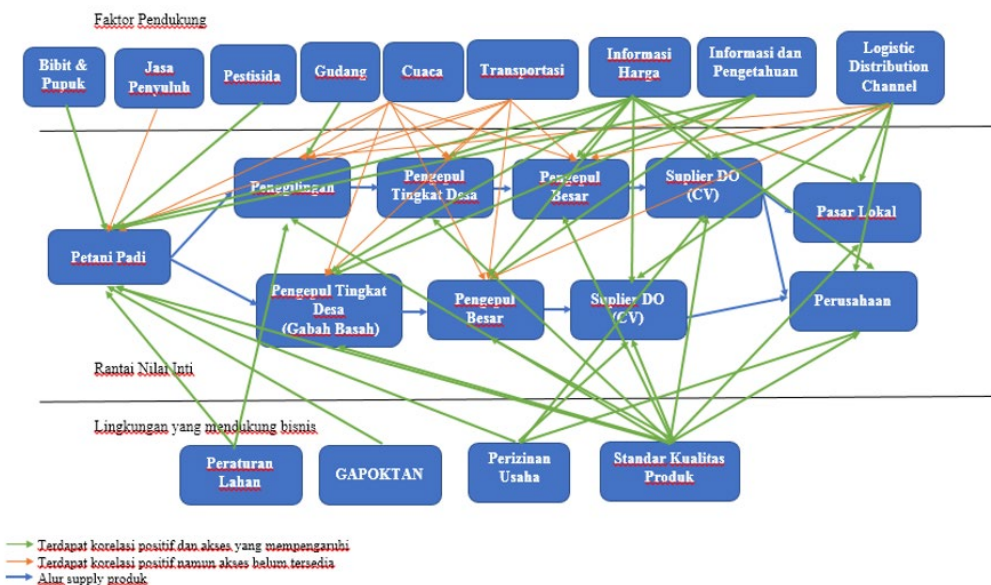 Faktor Pendukung
Bibit &
Pupuk
Jasa
Penyuluh
Pestisida
Gudang
Cuaca
Transportasi
Informasi
Harga
Informasi dan
Pengetahuan
Logistic
Distribution
Channel
Penggilingan
Pengepul
Tingkat Desa
Pengepul
Besar
Suplier DO
(CV)
Pasar Lokal
Petani Padi
Pengepul Tingkat
Desa
(Gabah Basah)
Pengepul
Besar
Suplier DO
(CV)
Perusahaan
Rantai Nilai Inti
Lingkungan yang mendukung bisnis
Peraturan
Lahan
GAPOKTAN
Perizinan
Usaha
Standar Kualitas
Produk
Terdapat korelasi positif dan akses yang mempengaruhi
Terdapat korelasi positif namun akses belum tersedia
Alur supply produk